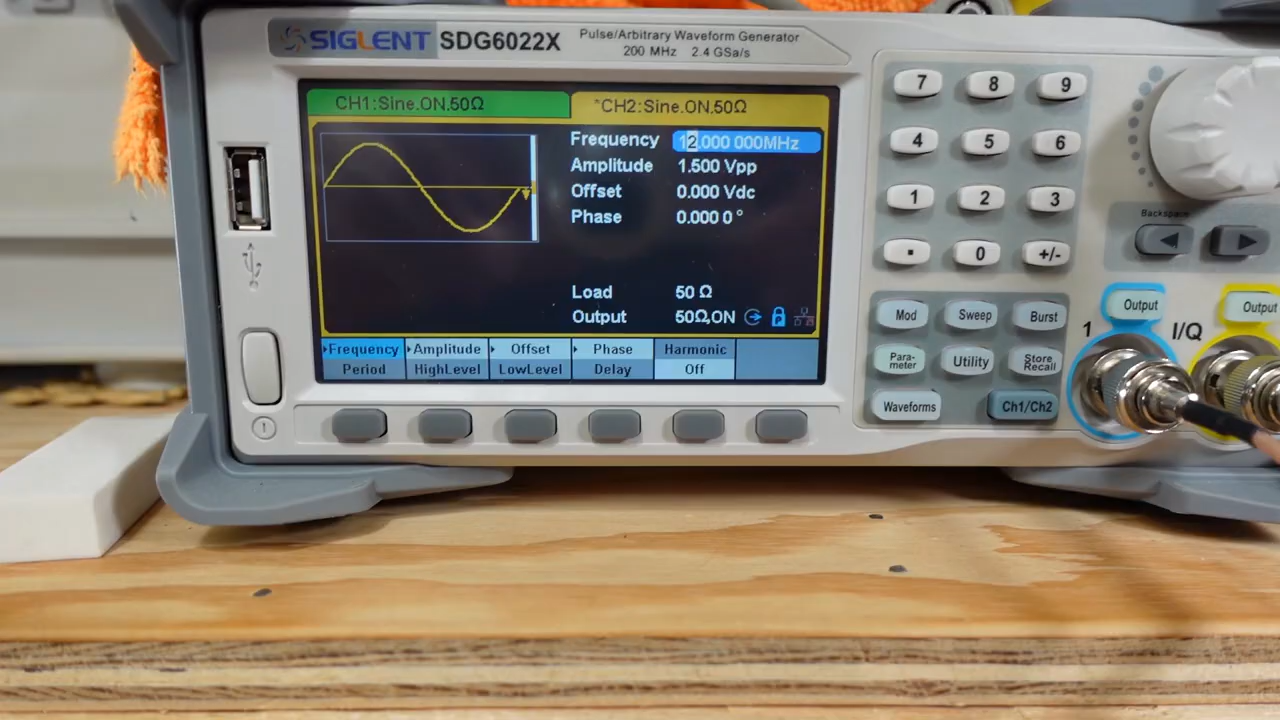 SIGLENT SDG6022X Pulse/Arbitrary Waveform Generator
200 MHz 2.4 GSa/s
CH1:Sine.ON,50Ω *CH2:Sine.ON,50Ω
Frequency 12.000 000MHz
Amplitude 1.500 Vpp
Offset 0.000 Vdc
Phase 0.000 0 °
Load 50 Ω
Output 50Ω,ON
Frequency Amplitude Offset Phase Harmonic
Period HighLevel LowLevel Delay Off
7 8 9
4 5 6
1 2 3
. 0 +/-
Backspace
Mod Sweep Burst
Para-
meter
Utility
Store
Recall
Waveforms Ch1/Ch2
Output Output
1 I/Q